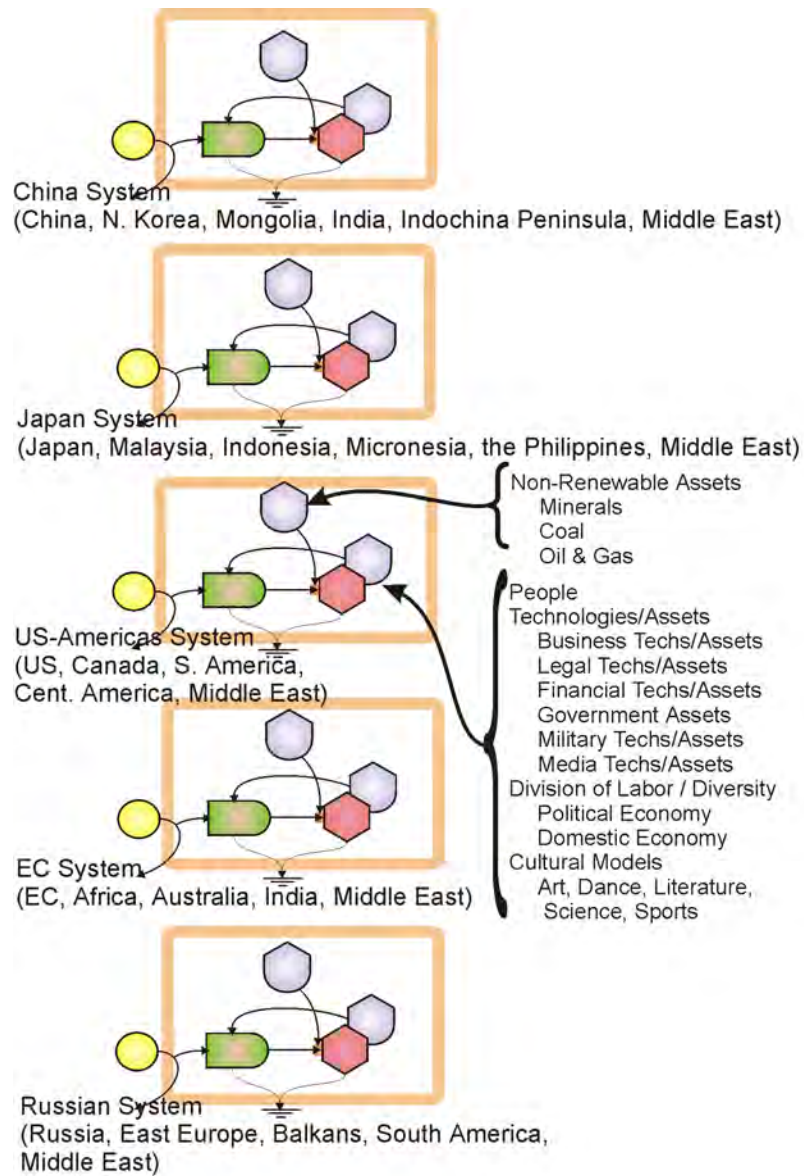 China System
(China, N. Korea, Mongolia, India, Indochina Peninsula, Middle East)
Japan System
(Japan, Malaysia, Indonesia, Micronesia, the Philippines, Middle East)
US-Americas System
(US, Canada, S. America,
Cent. America, Middle East)
Non-Renewable Assets
Minerals
Coal
Oil & Gas
People
Technologies/Assets
Business Techs/Assets
Legal Techs/Assets
Financial Techs/Assets
Government Assets
Military Techs/Assets
Media Techs/Assets
Division of Labor / Diversity
Political Economy
Domestic Economy
Cultural Models
Art, Dance, Literature,
Science, Sports
EC System
(EC, Africa, Australia, India, Middle East)
Russian System
(Russia, East Europe, Balkans, South America,
Middle East)